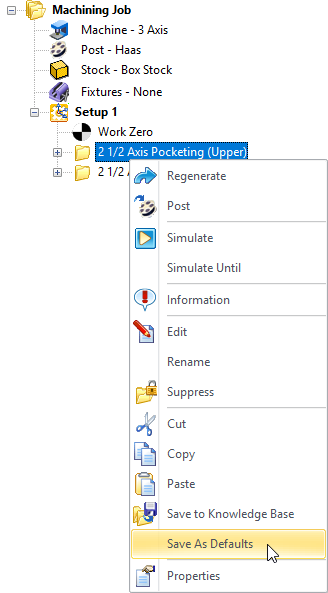 Machining Job
Machine - 3 Axis
Post - Haas
Stock - Box Stock
Fixtures - None
Setup 1
Work Zero
2 1/2 Axis Pocketing (Upper)
2 1/2
Regenerate
Post
Simulate
Simulate Until
Information
Edit
Rename
Suppress
Cut
Copy
Paste
Save to Knowledge Base
Save As Defaults
Properties